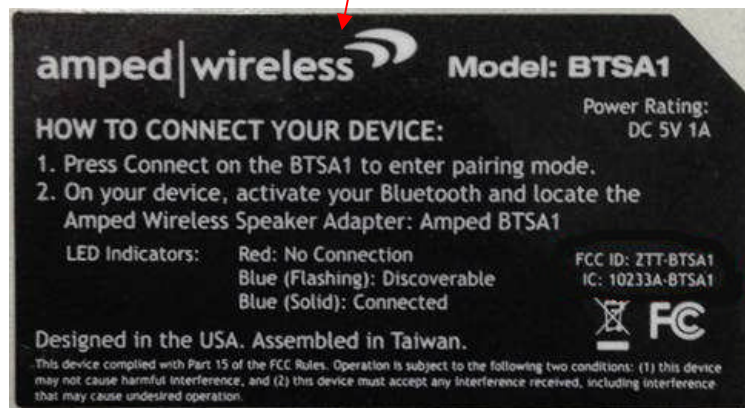 amped|wireless Model: BTSA1
Power Rating:
HOW TO CONNECT YOUR DEVICE: DC 5V 1A
1. Press Connect on the BTSA1 to enter pairing mode.
2. On your device, activate your Bluetooth and locate the
Amped Wireless Speaker Adapter: Amped BTSA1
LED Indicators: Red: No Connection FCC ID: ZTT-BTSA1
Blue (Flashing): Discoverable IC: 10233A-BTSA1
Blue (Solid): Connected
FC
Designed in the USA. Assembled in Taiwan.
This device complied with Part 15 of the FCC Rules. Operation is subject to the following two conditions: (1) this device
may not cause harmful interference, and (2) this device must accept any interference received, including interference
that may cause undesired operation.